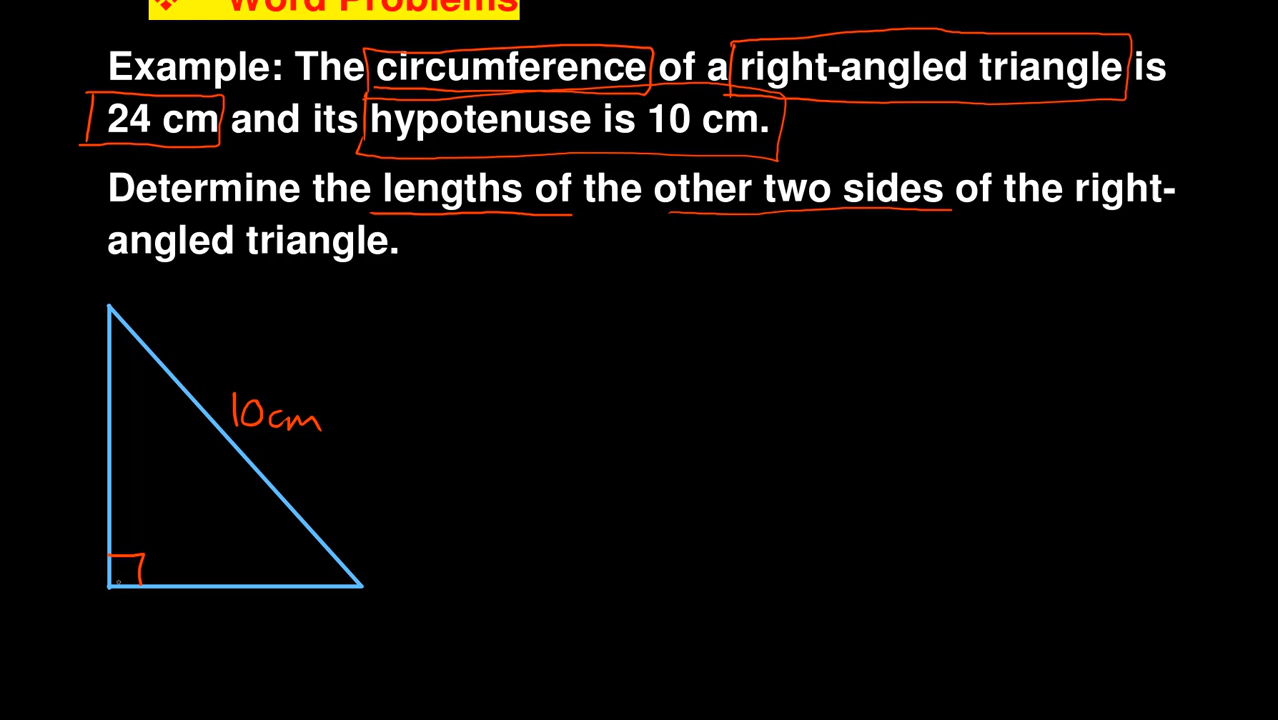 ❖ Word Problems
Example: The circumference of a right-angled triangle is
24 cm and its hypotenuse is 10 cm.
Determine the lengths of the other two sides of the right-
angled triangle.
10cm